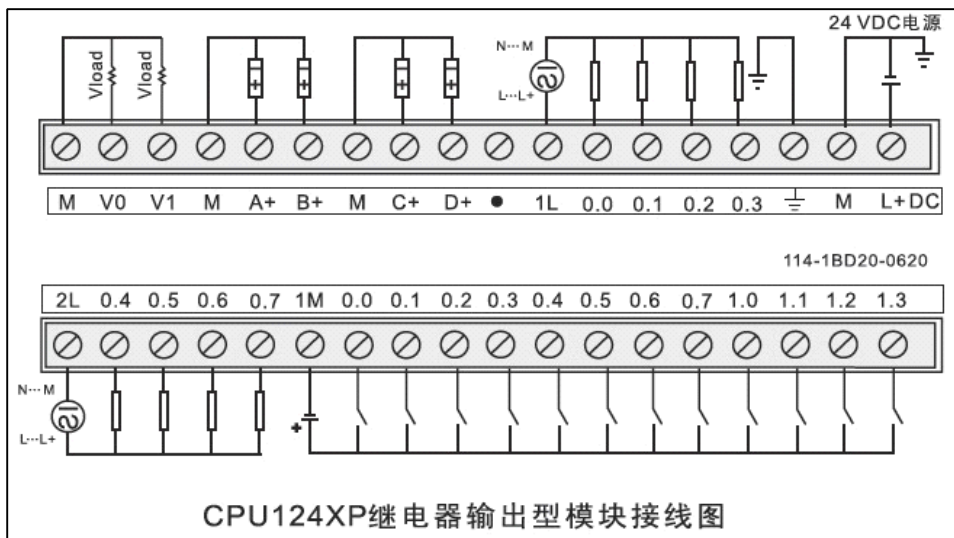 24 VDC电源
Vload
Vload
N··· M
L···L+
M V0 V1 M A+ B+ M C+ D+ ● 1L 0.0 0.1 0.2 0.3 ⏚ M L+ DC
114-1BD20-0620
2L 0.4 0.5 0.6 0.7 1M 0.0 0.1 0.2 0.3 0.4 0.5 0.6 0.7 1.0 1.1 1.2 1.3
N··· M
L···L+
CPU124XP继电器输出型模块接线图